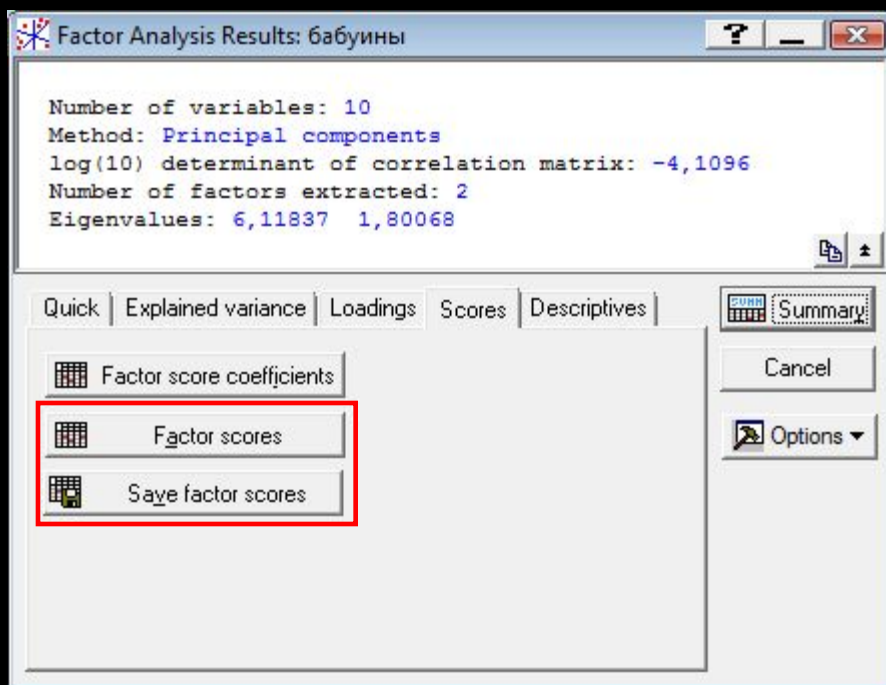 Factor Analysis Results: бабуины
Number of variables: 10
Method: Principal components
log(10) determinant of correlation matrix: -4,1096
Number of factors extracted: 2
Eigenvalues: 6,11837 1,80068
Quick Explained variance Loadings Scores Descriptives
Factor score coefficients
Factor scores
Save factor scores
SUMM Summary
Cancel
Options